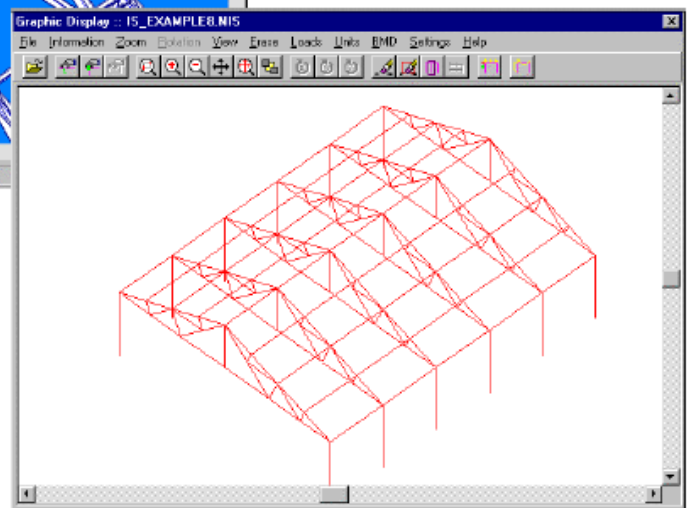 Graphic Display :: IS_EXAMPLE8.NIS
File Information Zoom Rotation View Erase Loads Units BMD Settings Help